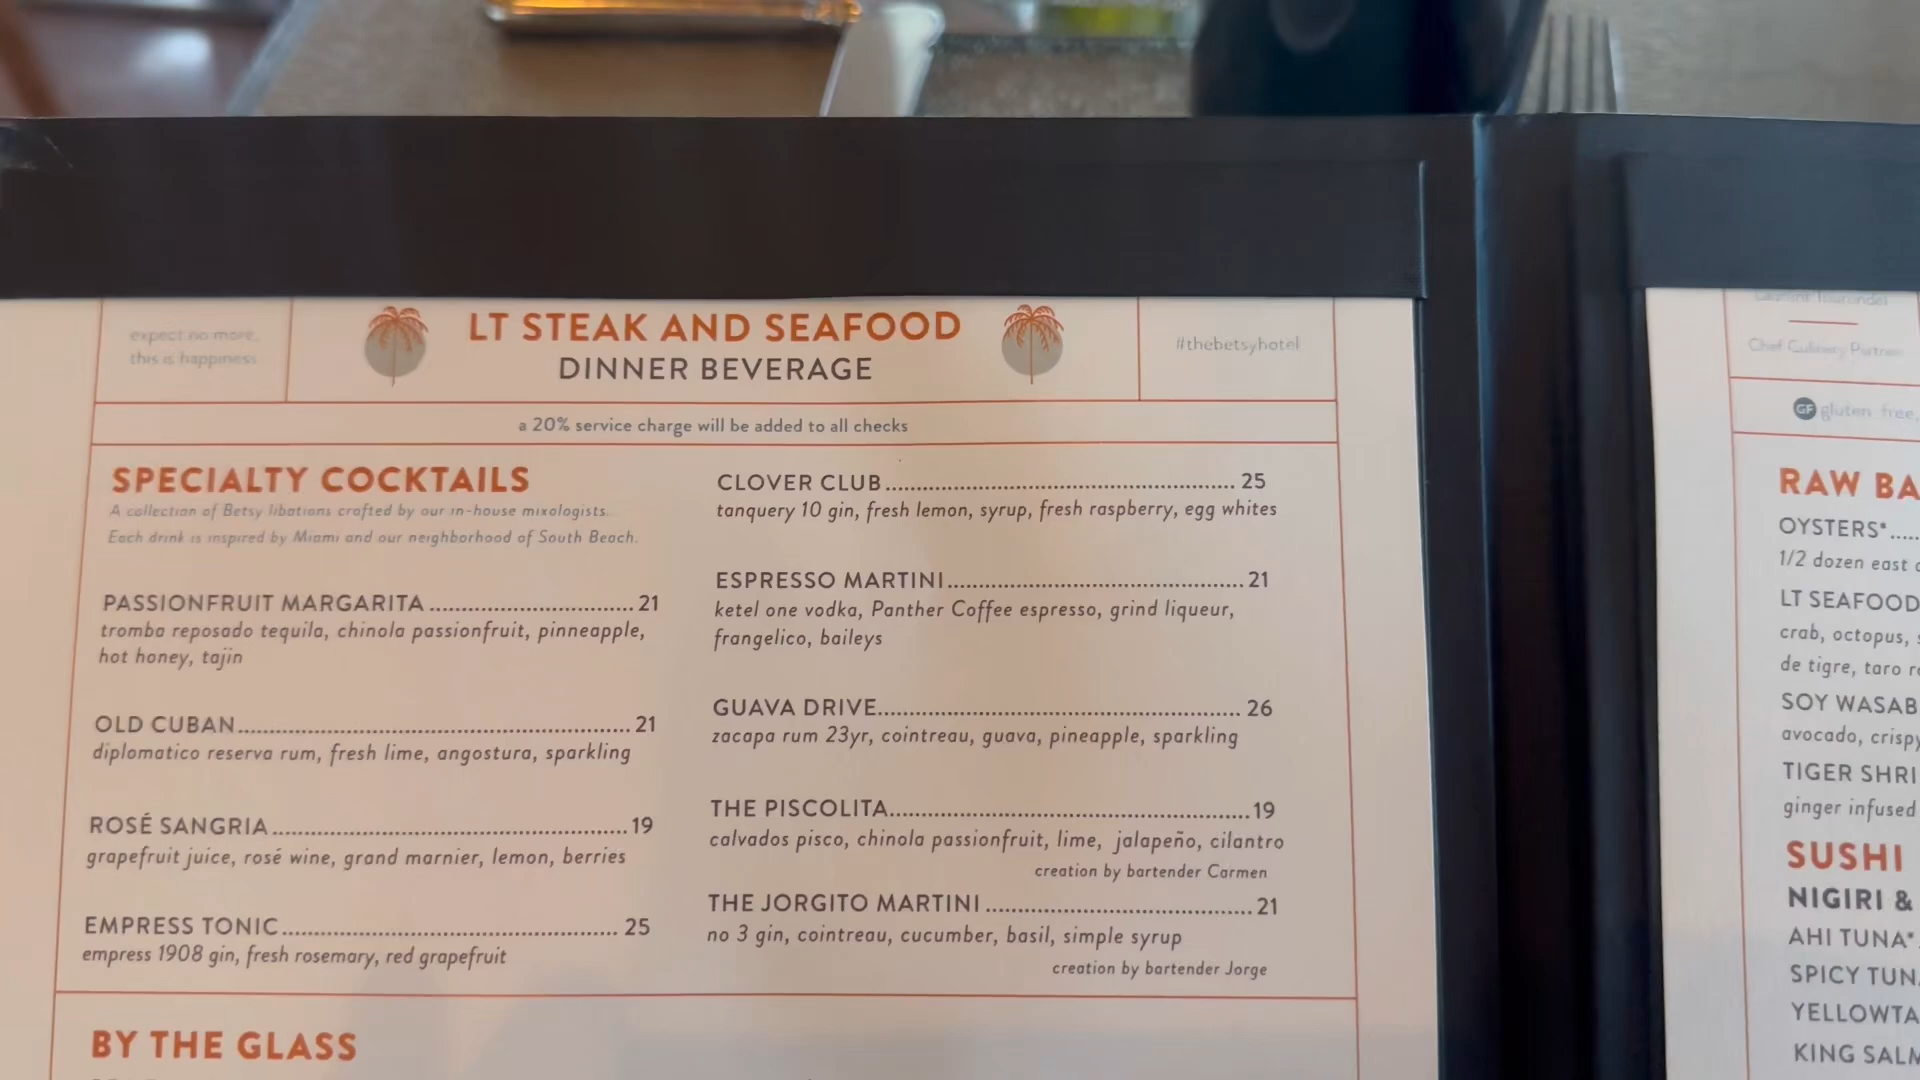 expect no more,
this is happiness
LT STEAK AND SEAFOOD
DINNER BEVERAGE
#thebetsyhotel
a 20% service charge will be added to all checks
SPECIALTY COCKTAILS
A collection of Betsy libations crafted by our in-house mixologists.
Each drink is inspired by Miami and our neighborhood of South Beach.
PASSIONFRUIT MARGARITA 21
tromba reposado tequila, chinola passionfruit, pinneapple,
hot honey, tajin
OLD CUBAN 21
diplomatico reserva rum, fresh lime, angostura, sparkling
ROSÉ SANGRIA 19
grapefruit juice, rosé wine, grand marnier, lemon, berries
EMPRESS TONIC 25
empress 1908 gin, fresh rosemary, red grapefruit
CLOVER CLUB 25
tanquery 10 gin, fresh lemon, syrup, fresh raspberry, egg whites
ESPRESSO MARTINI 21
ketel one vodka, Panther Coffee espresso, grind liqueur,
frangelico, baileys
GUAVA DRIVE 26
zacapa rum 23yr, cointreau, guava, pineapple, sparkling
THE PISCOLITA 19
calvados pisco, chinola passionfruit, lime, jalapeño, cilantro
creation by bartender Carmen
THE JORGITO MARTINI 21
no 3 gin, cointreau, cucumber, basil, simple syrup
creation by bartender Jorge
BY THE GLASS
Chef Culinary Partner
GF gluten free,
RAW BA
OYSTERS*
1/2 dozen east
LT SEAFOOD
crab, octopus,
de tigre, taro
SOY WASAB
avocado, crispy
TIGER SHRI
ginger infused
SUSHI
NIGIRI &
AHI TUNA*
SPICY TUN
YELLOWTA
KING SALM